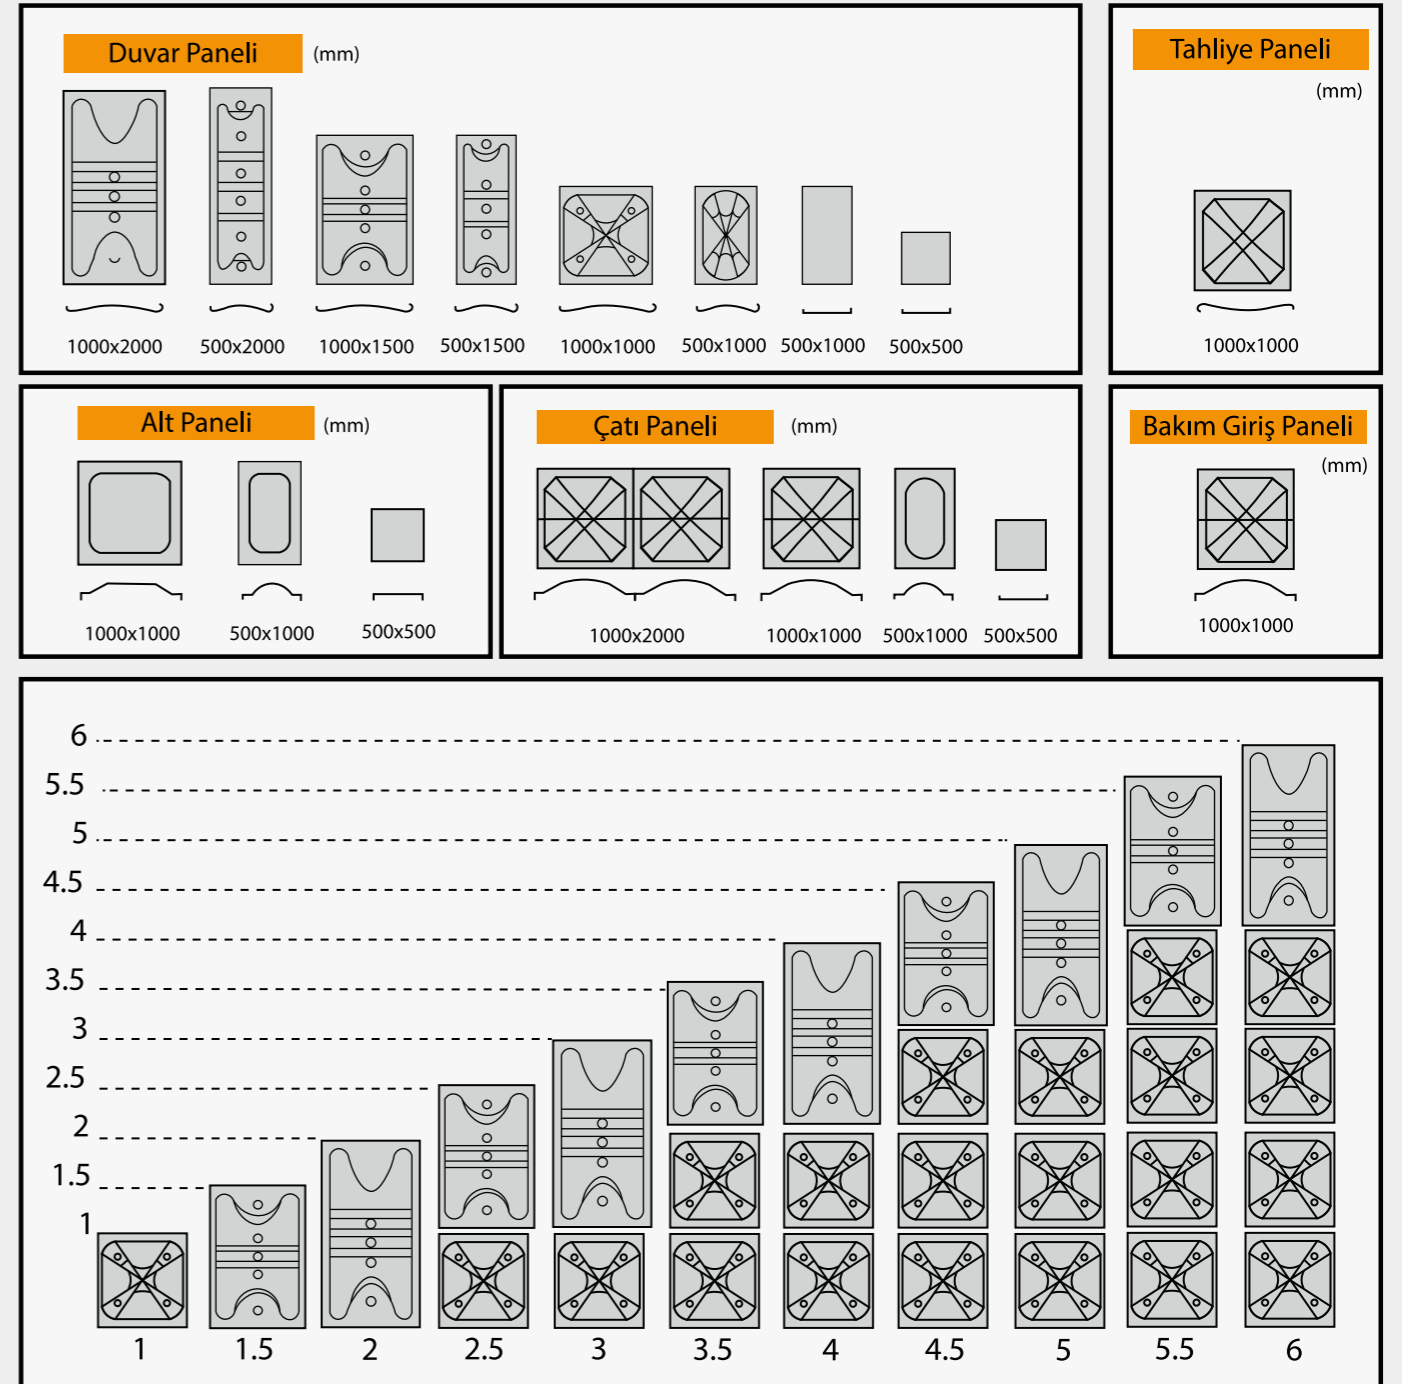 Duvar Paneli (mm)
1000x2000 500x2000 1000x1500 500x1500 1000x1000 500x1000 500x1000 500x500
Tahliye Paneli
(mm)
1000x1000
Alt Paneli (mm)
1000x1000 500x1000 500x500
Çatı Paneli (mm)
1000x2000 1000x1000 500x1000 500x500
Bakım Giriş Paneli
(mm)
1000x1000
6
5.5
5
4.5
4
3.5
3
2.5
2
1.5
1
1 1.5 2 2.5 3 3.5 4 4.5 5 5.5 6